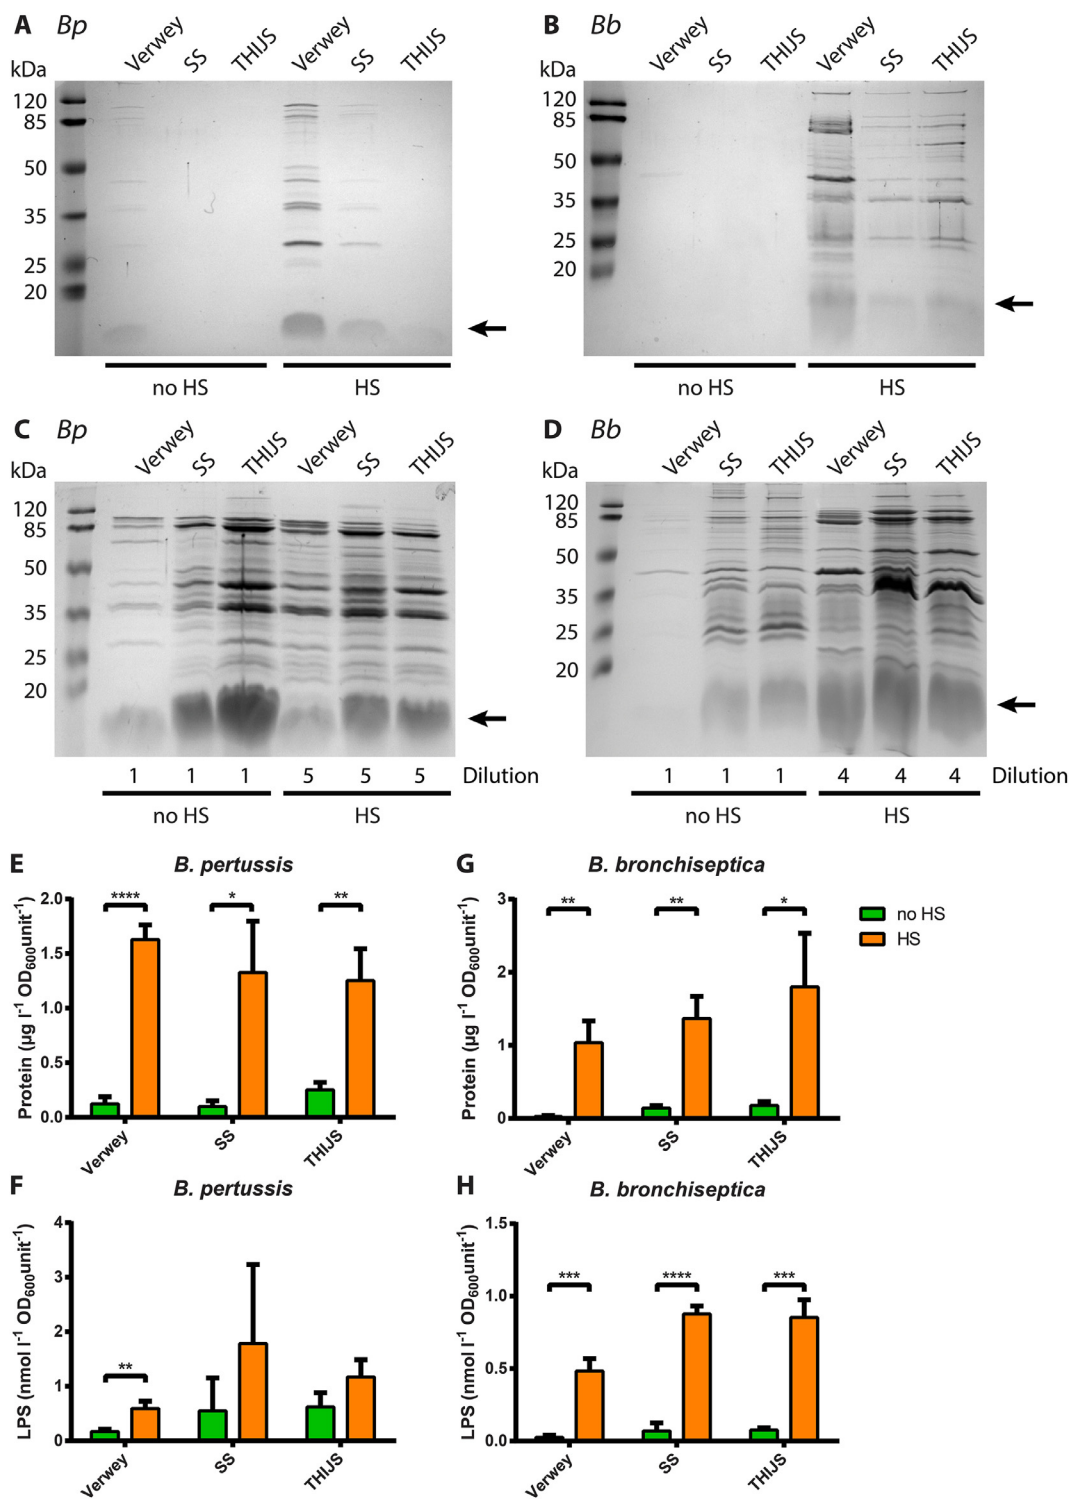 A Bp
Verwey SS THIJS Verwey SS THIJS
kDa
120
85
50
35
25
20
no HS HS
B Bb
Verwey SS THIJS Verwey SS THIJS
kDa
120
85
50
35
25
20
no HS HS
C Bp
Verwey SS THIJS Verwey SS THIJS
kDa
120
85
50
35
25
20
1 1 1 5 5 5 Dilution
no HS HS
D Bb
Verwey SS THIJS Verwey SS THIJS
kDa
120
85
50
35
25
20
1 1 1 4 4 4 Dilution
no HS HS
E B. pertussis
Protein (µg l⁻¹ OD₆₀₀unit⁻¹)
2.0
1.5
1.0
0.5
0.0
**** * **
Verwey SS THIJS
G B. bronchiseptica
Protein (µg l⁻¹ OD₆₀₀unit⁻¹)
3
2
1
0
** ** *
Verwey SS THIJS
no HS
HS
F B. pertussis
LPS (nmol l⁻¹ OD₆₀₀unit⁻¹)
4
3
2
1
0
**
Verwey SS THIJS
H B. bronchiseptica
LPS (nmol l⁻¹ OD₆₀₀unit⁻¹)
1.5
1.0
0.5
0.0
*** **** ***
Verwey SS THIJS